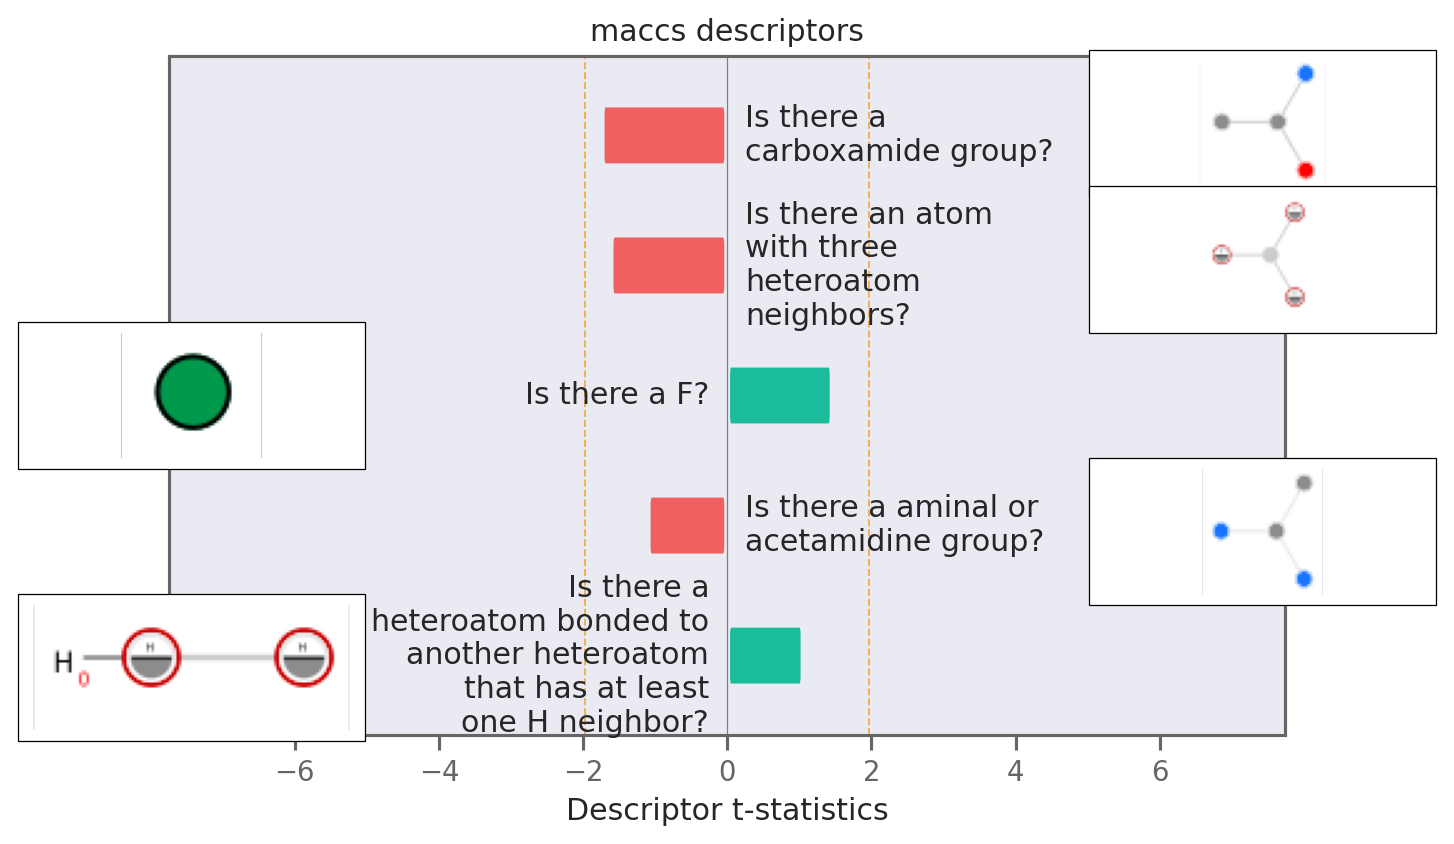 maccs descriptors
Is there a
carboxamide group?
Is there an atom
with three
heteroatom
neighbors?
Is there a F?
Is there a aminal or
acetamidine group?
Is there a
heteroatom bonded to
another heteroatom
that has at least
one H neighbor?
H
0
H
H
−6
−4
−2
0
2
4
6
Descriptor t-statistics